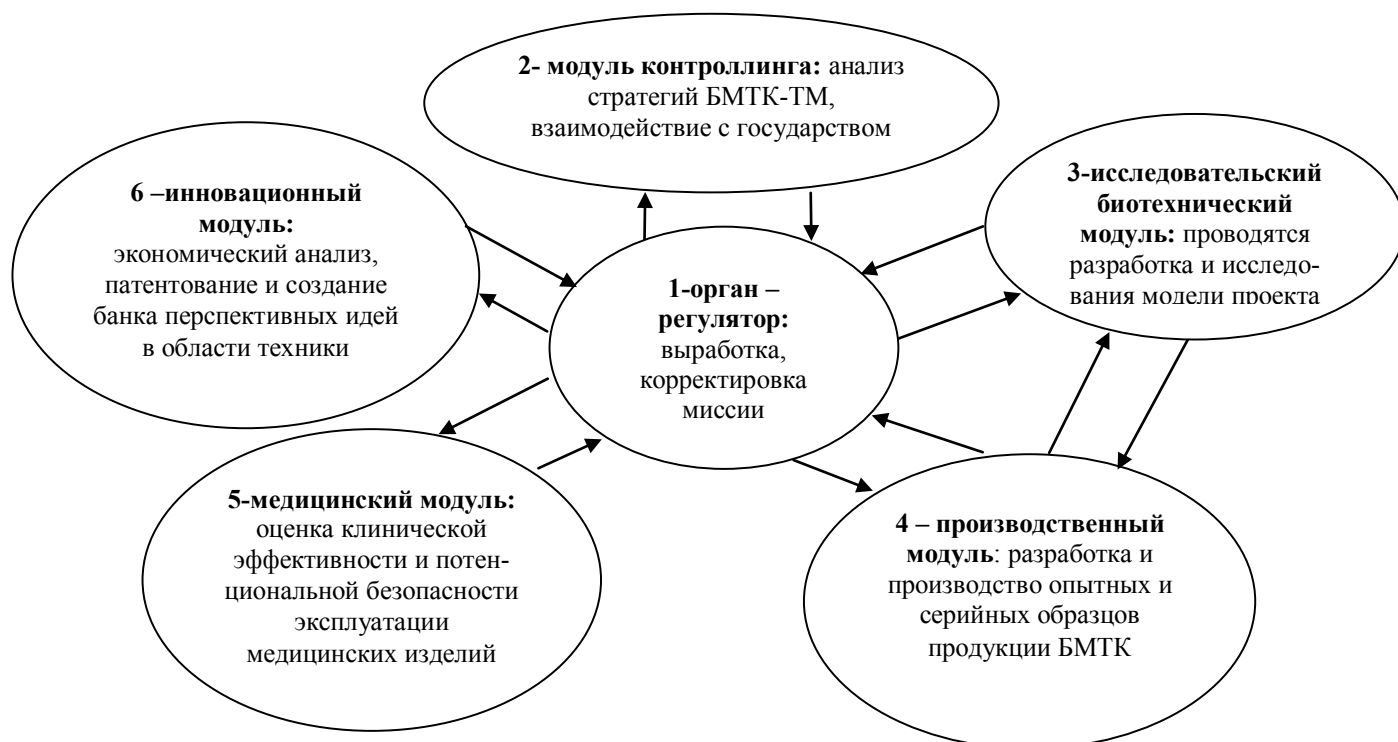 2- модуль контроллинга: анализ
стратегий БМТК-ТМ,
взаимодействие с государством
6 –инновационный
модуль:
экономический анализ,
патентование и создание
банка перспективных идей
в области техники
3-исследовательский
биотехнический
модуль: проводятся
разработка и исследо-
вания модели проекта
1-орган –
регулятор:
выработка,
корректировка
миссии
5-медицинский модуль:
оценка клинической
эффективности и потен-
циональной безопасности
эксплуатации
медицинских изделий
4 – производственный
модуль: разработка и
производство опытных и
серийных образцов
продукции БМТК